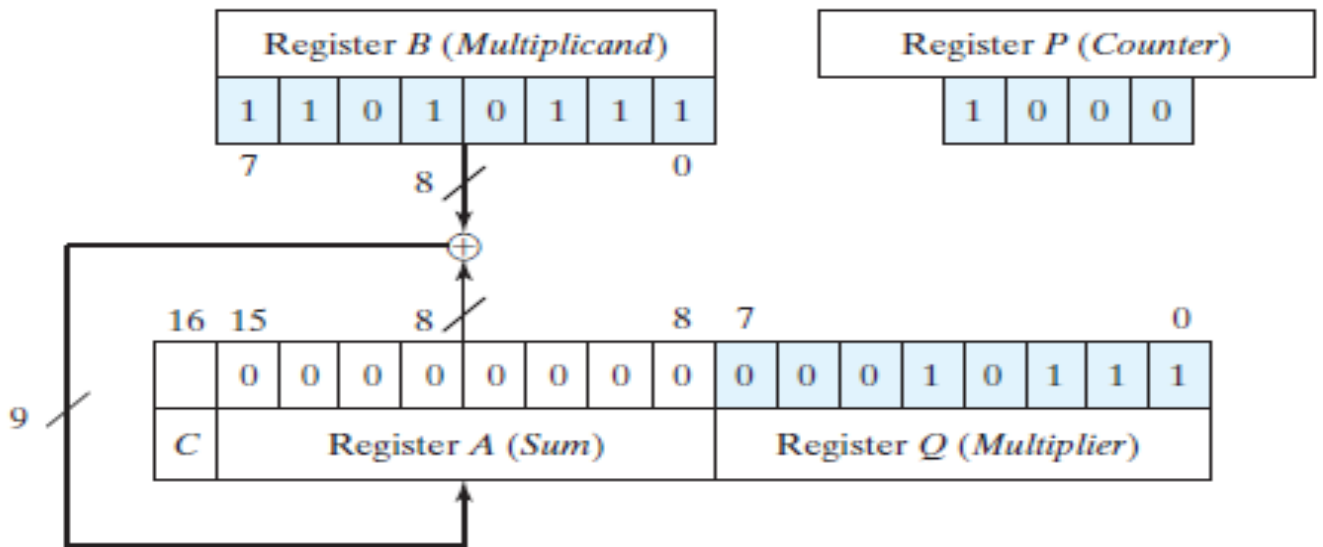 Register B (Multiplicand) Register P (Counter)
1 1 0 1 0 1 1 1 1 0 0 0
7 8 0
16 15 8 8 7 0
0 0 0 0 0 0 0 0 0 0 0 1 0 1 1 1
9
C Register A (Sum) Register Q (Multiplier)